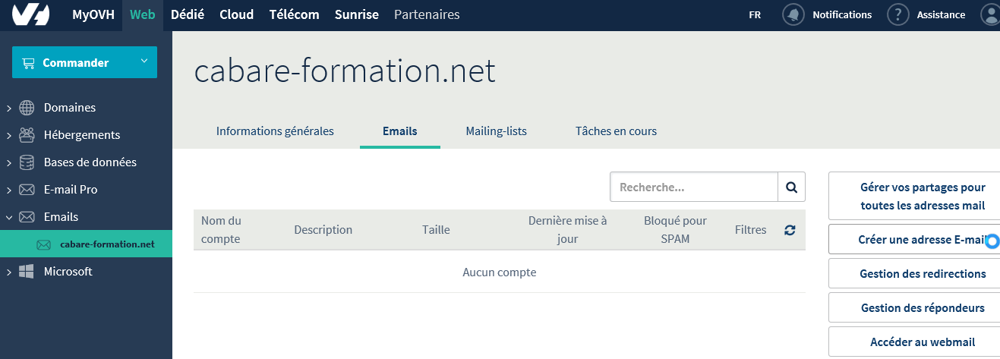 MyOVH Web Dédié Cloud Télécom Sunrise Partenaires FR Notifications ? Assistance
Commander
Domaines
Hébergements
Bases de données
E-mail Pro
Emails
cabare-formation.net
Microsoft
cabare-formation.net
Informations générales Emails Mailing-lists Tâches en cours
Recherche...
Nom du
compte
Description
Taille
Dernière mise à
jour
Bloqué pour
SPAM
Filtres
Aucun compte
Gérer vos partages pour
toutes les adresses mail
Créer une adresse E-mail
Gestion des redirections
Gestion des répondeurs
Accéder au webmail